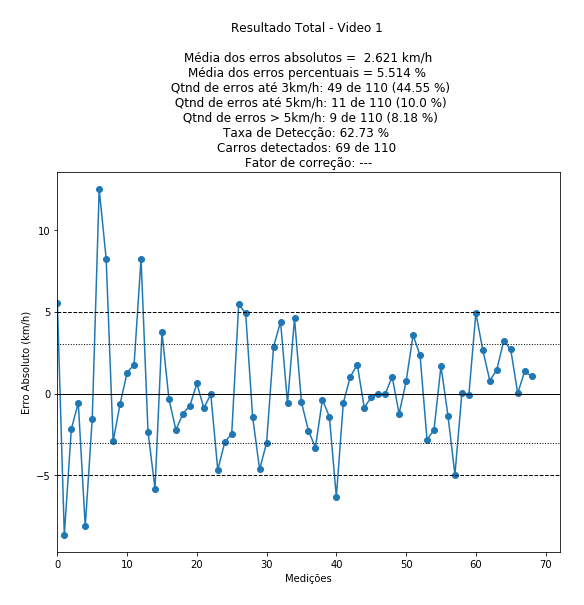 Resultado Total - Video 1
Média dos erros absolutos =  2.621 km/h
Média dos erros percentuais = 5.514 %
Qtnd de erros até 3km/h: 49 de 110 (44.55 %)
Qtnd de erros até 5km/h: 11 de 110 (10.0 %)
Qtnd de erros > 5km/h: 9 de 110 (8.18 %)
Taxa de Detecção: 62.73 %
Carros detectados: 69 de 110
Fator de correção: ---
10
5
0
−5
Erro Absoluto (km/h)
0 10 20 30 40 50 60 70
Medições